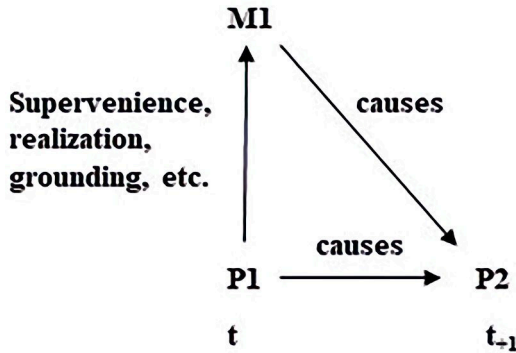 M1
Supervenience,
realization,
grounding, etc.
causes
causes
P1
P2
t
t+1